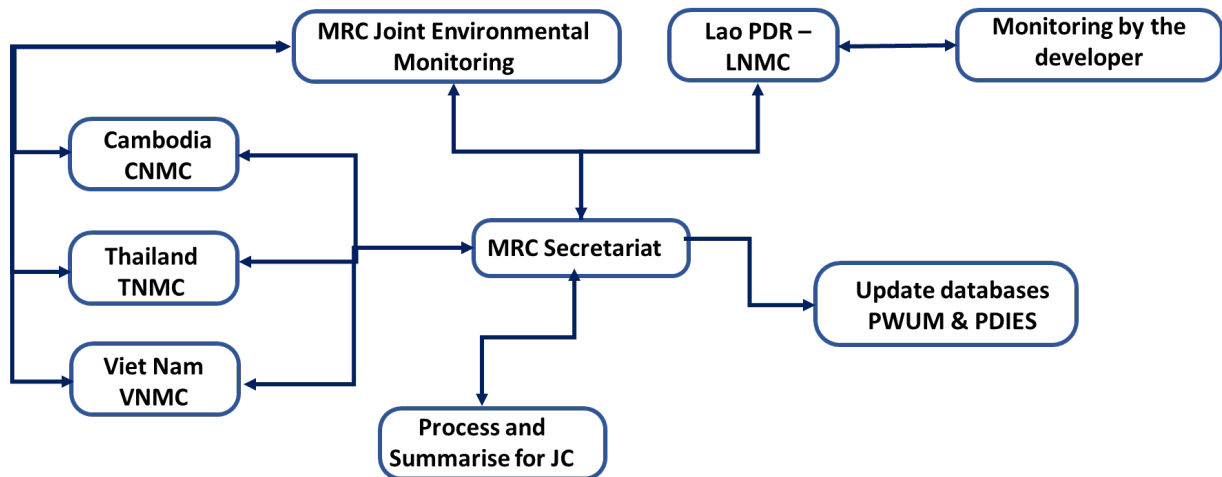 MRC Joint Environmental
Monitoring
Lao PDR –
LNMC
Monitoring by the
developer
Cambodia
CNMC
Thailand
TNMC
MRC Secretariat
Update databases
PWUM & PDIES
Viet Nam
VNMC
Process and
Summarise for JC